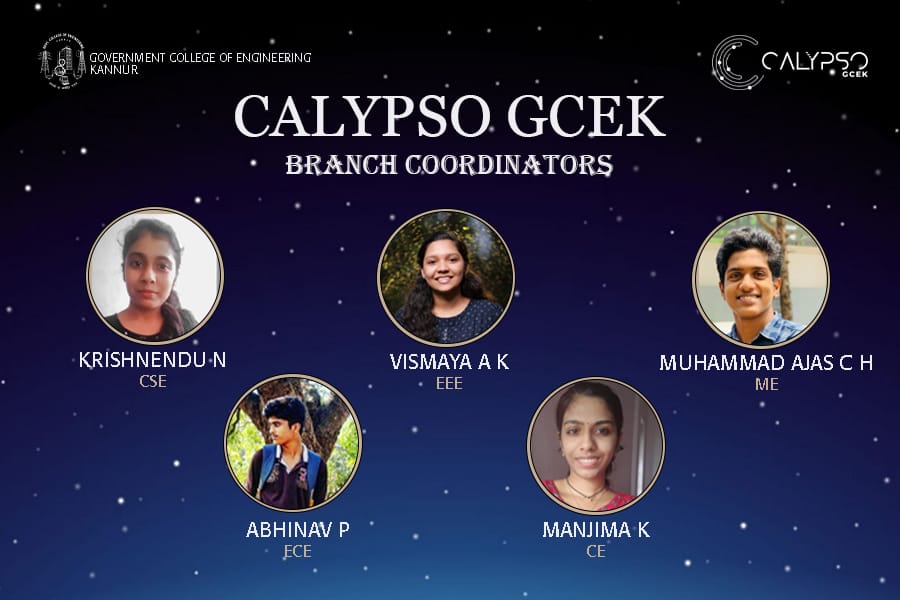 GOVERNMENT COLLEGE OF ENGINEERING
KANNUR
CALYPSO
GCEK
CALYPSO GCEK
BRANCH COORDINATORS
KRISHNENDU N
CSE
VISMAYA A K
EEE
MUHAMMAD AJAS C H
ME
ABHINAV P
ECE
MANJIMA K
CE